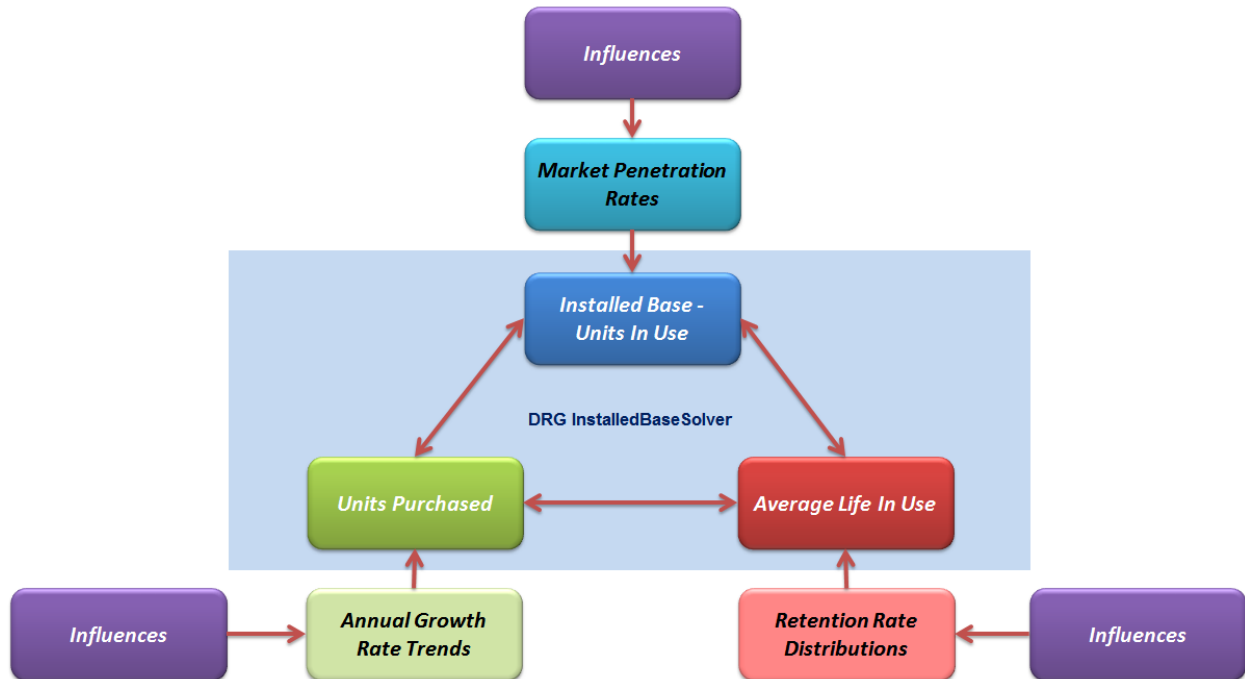 Influences
Market Penetration
Rates
Installed Base -
Units In Use
DRG InstalledBaseSolver
Units Purchased
Average Life In Use
Influences
Annual Growth
Rate Trends
Retention Rate
Distributions
Influences